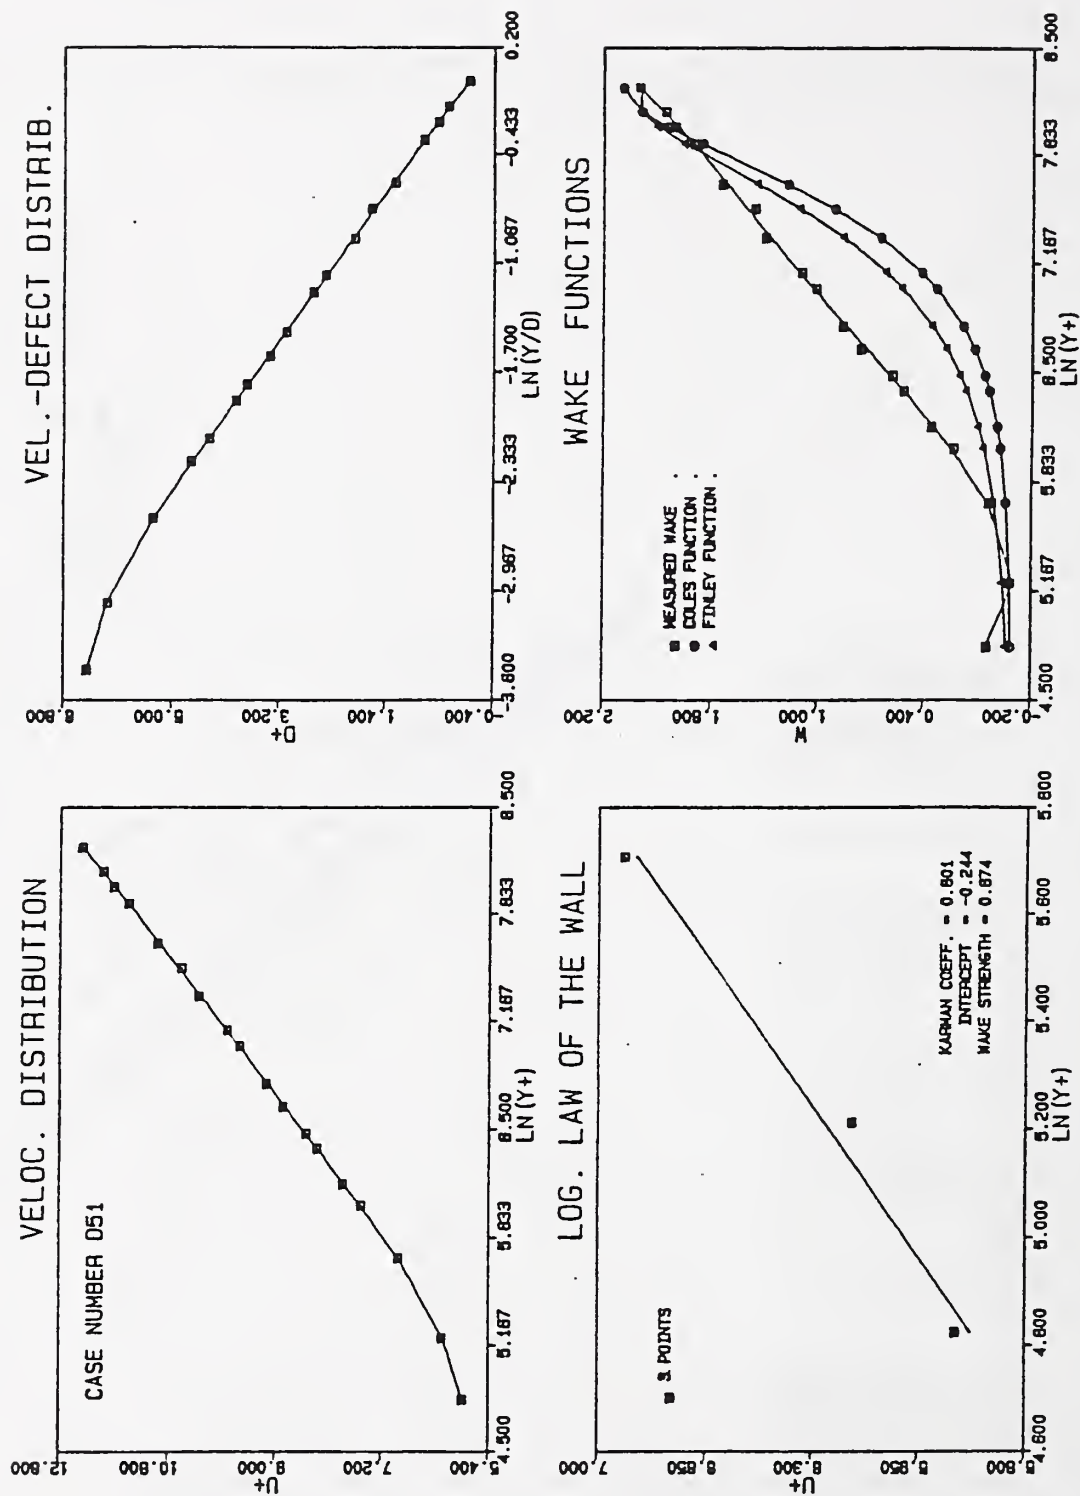 VELOC. DISTRIBUTION
CASE NUMBER D51
U+
12.600
10.800
9.000
7.200
5.400
4.500
5.167
5.833
6.500
7.167
7.833
8.500
LN(Y+)
VEL.-DEFECT DISTRIB.
D+
6.800
5.000
3.200
1.400
-0.400
-3.600
-2.967
-2.333
-1.700
-1.067
-0.433
0.200
LN(Y/D)
LOG. LAW OF THE WALL
3 POINTS
U+
7.000
6.650
6.300
5.950
5.600
4.600
4.800
5.000
5.200
5.400
5.600
5.800
LN(Y+)
KARMAN COEFF. = 0.601
INTERCEPT = -0.244
WAKE STRENGTH = 0.674
WAKE FUNCTIONS
MEASURED WAKE .
COLES FUNCTION .
FINLEY FUNCTION .
W
2.200
1.600
1.000
0.400
-0.200
4.500
5.167
5.833
6.500
7.167
7.833
8.500
LN(Y+)